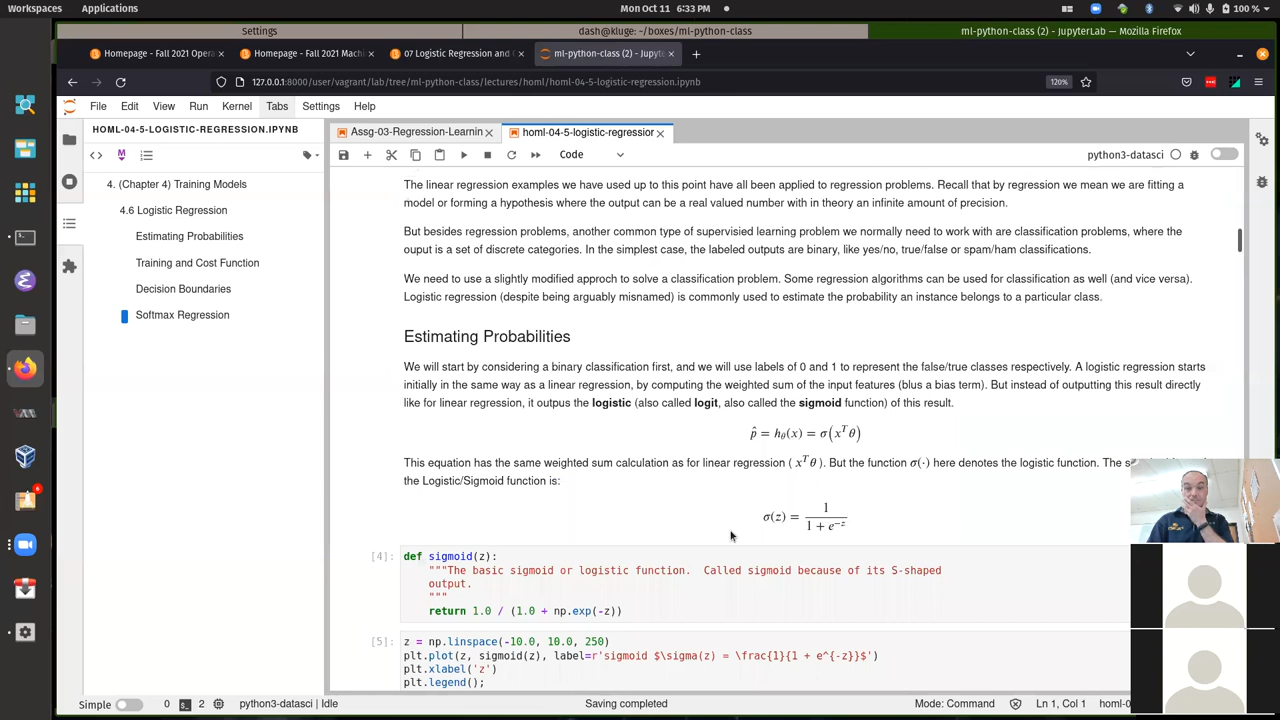 Workspaces
Applications
Mon Oct 11 6:33 PM
100 %
Settings
dash@kluge: ~/boxes/ml-python-class
ml-python-class (2) - JupyterLab — Mozilla Firefox
Homepage - Fall 2021 Opera
Homepage - Fall 2021 Machi
07 Logistic Regression and C
ml-python-class (2) - Jupyte
127.0.0.1:8000/user/vagrant/lab/tree/ml-python-class/lectures/homl/homl-04-5-logistic-regression.ipynb
120%
File Edit View Run Kernel Tabs Settings Help
HOML-04-5-LOGISTIC-REGRESSION.IPYNB
Assg-03-Regression-Learnin
homl-04-5-logistic-regression
Code
python3-datasci
4. (Chapter 4) Training Models
4.6 Logistic Regression
Estimating Probabilities
Training and Cost Function
Decision Boundaries
Softmax Regression
The linear regression examples we have used up to this point have all been applied to regression problems. Recall that by regression we mean we are fitting a
model or forming a hypothesis where the output can be a real valued number with in theory an infinite amount of precision.
But besides regression problems, another common type of supervisied learning problem we normally need to work with are classification problems, where the
ouput is a set of discrete categories. In the simplest case, the labeled outputs are binary, like yes/no, true/false or spam/ham classifications.
We need to use a slightly modified approch to solve a classification problem. Some regression algorithms can be used for classification as well (and vice versa).
Logistic regression (despite being arguably misnamed) is commonly used to estimate the probability an instance belongs to a particular class.
Estimating Probabilities
We will start by considering a binary classification first, and we will use labels of 0 and 1 to represent the false/true classes respectively. A logistic regression starts
initially in the same way as a linear regression, by computing the weighted sum of the input features (blus a bias term). But instead of outputting this result directly
like for linear regression, it outpus the logistic (also called logit, also called the sigmoid function) of this result.
p̂ = hθ(x) = σ(xᵀθ)
This equation has the same weighted sum calculation as for linear regression ( xᵀθ ). But the function σ(·) here denotes the logistic function. The
the Logistic/Sigmoid function is:
σ(z) = 1 / (1 + e⁻ᶻ)
[4]: def sigmoid(z):
"""The basic sigmoid or logistic function. Called sigmoid because of its S-shaped
output.
"""
return 1.0 / (1.0 + np.exp(-z))
[5]: z = np.linspace(-10.0, 10.0, 250)
plt.plot(z, sigmoid(z), label=r'sigmoid $\sigma(z) = \frac{1}{1 + e^{-z}}$')
plt.xlabel('z')
plt.legend();
Simple
0
2
python3-datasci | Idle
Saving completed
Mode: Command
Ln 1, Col 1
homl-0